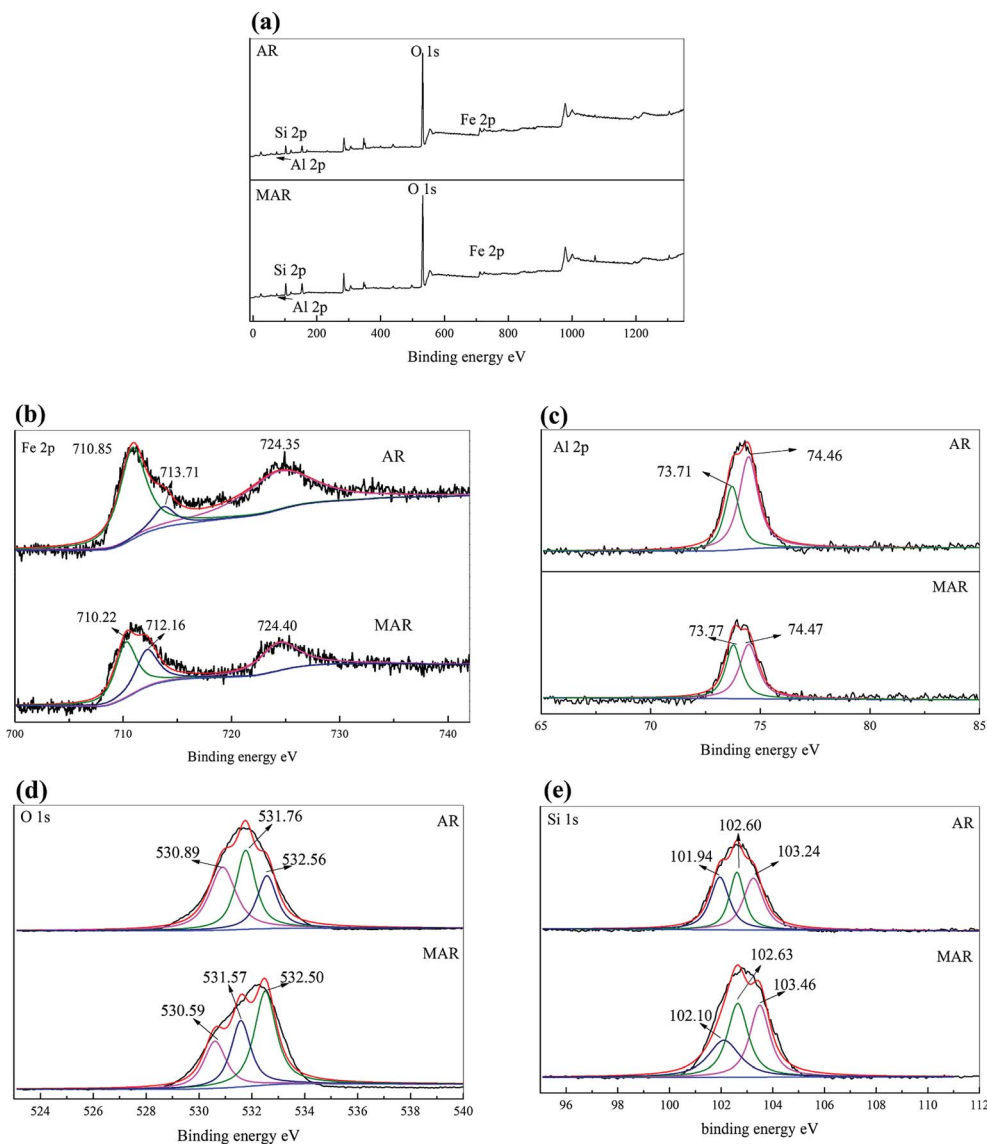 (a)
AR
O 1s
Fe 2p
Si 2p
Al 2p
MAR
O 1s
Fe 2p
Si 2p
Al 2p
0 200 400 600 800 1000 1200
Binding energy eV
(b)
Fe 2p
710.85
713.71
724.35
AR
710.22
712.16
724.40
MAR
700 710 720 730 740
Binding energy eV
(c)
Al 2p
AR
73.71
74.46
MAR
73.77
74.47
65 70 75 80 85
Binding energy eV
(d)
O 1s
AR
531.76
530.89
532.56
MAR
531.57
532.50
530.59
524 526 528 530 532 534 536 538 540
Binding energy eV
(e)
Si 1s
AR
102.60
101.94
103.24
MAR
102.63
103.46
102.10
96 98 100 102 104 106 108 110 112
binding energy eV